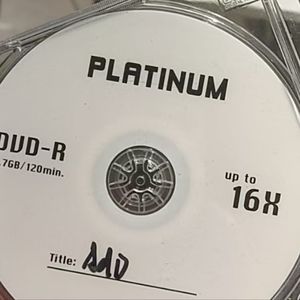 PLATINUM
DVD-R
.7GB/120min.
up to
16X
Title: